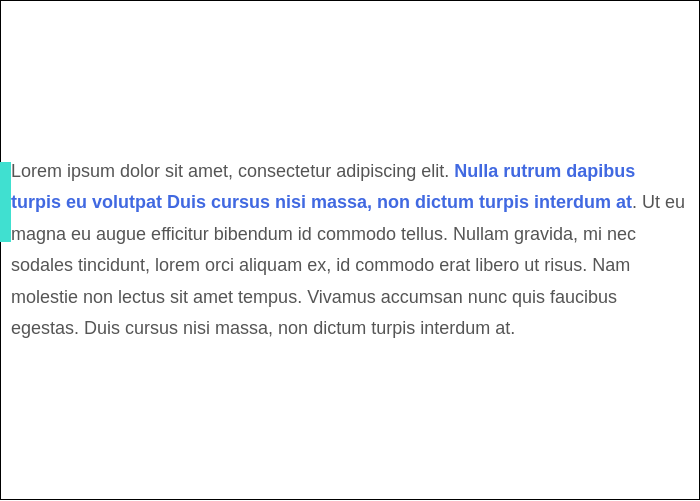 Lorem ipsum dolor sit amet, consectetur adipiscing elit. Nulla rutrum dapibus
turpis eu volutpat Duis cursus nisi massa, non dictum turpis interdum at. Ut eu
magna eu augue efficitur bibendum id commodo tellus. Nullam gravida, mi nec
sodales tincidunt, lorem orci aliquam ex, id commodo erat libero ut risus. Nam
molestie non lectus sit amet tempus. Vivamus accumsan nunc quis faucibus
egestas. Duis cursus nisi massa, non dictum turpis interdum at.